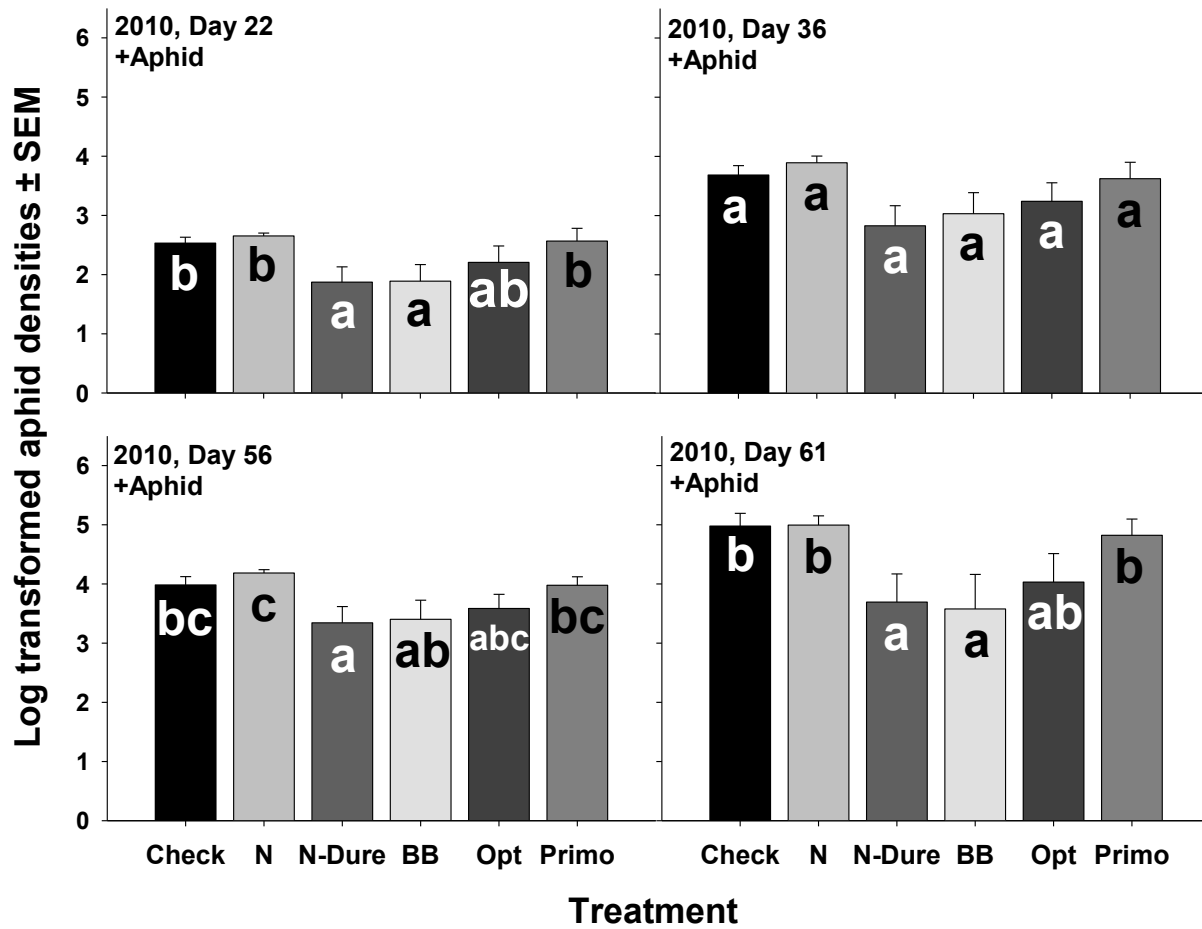 Log transformed aphid densities ± SEM
2010, Day 22
+Aphid
6
5
4
3
2
1
0
b
b
a
a
ab
b
2010, Day 36
+Aphid
a
a
a
a
a
a
2010, Day 56
+Aphid
6
5
4
3
2
1
0
bc
c
a
ab
abc
bc
2010, Day 61
+Aphid
b
b
a
a
ab
b
Check N N-Dure BB Opt Primo
Check N N-Dure BB Opt Primo
Treatment